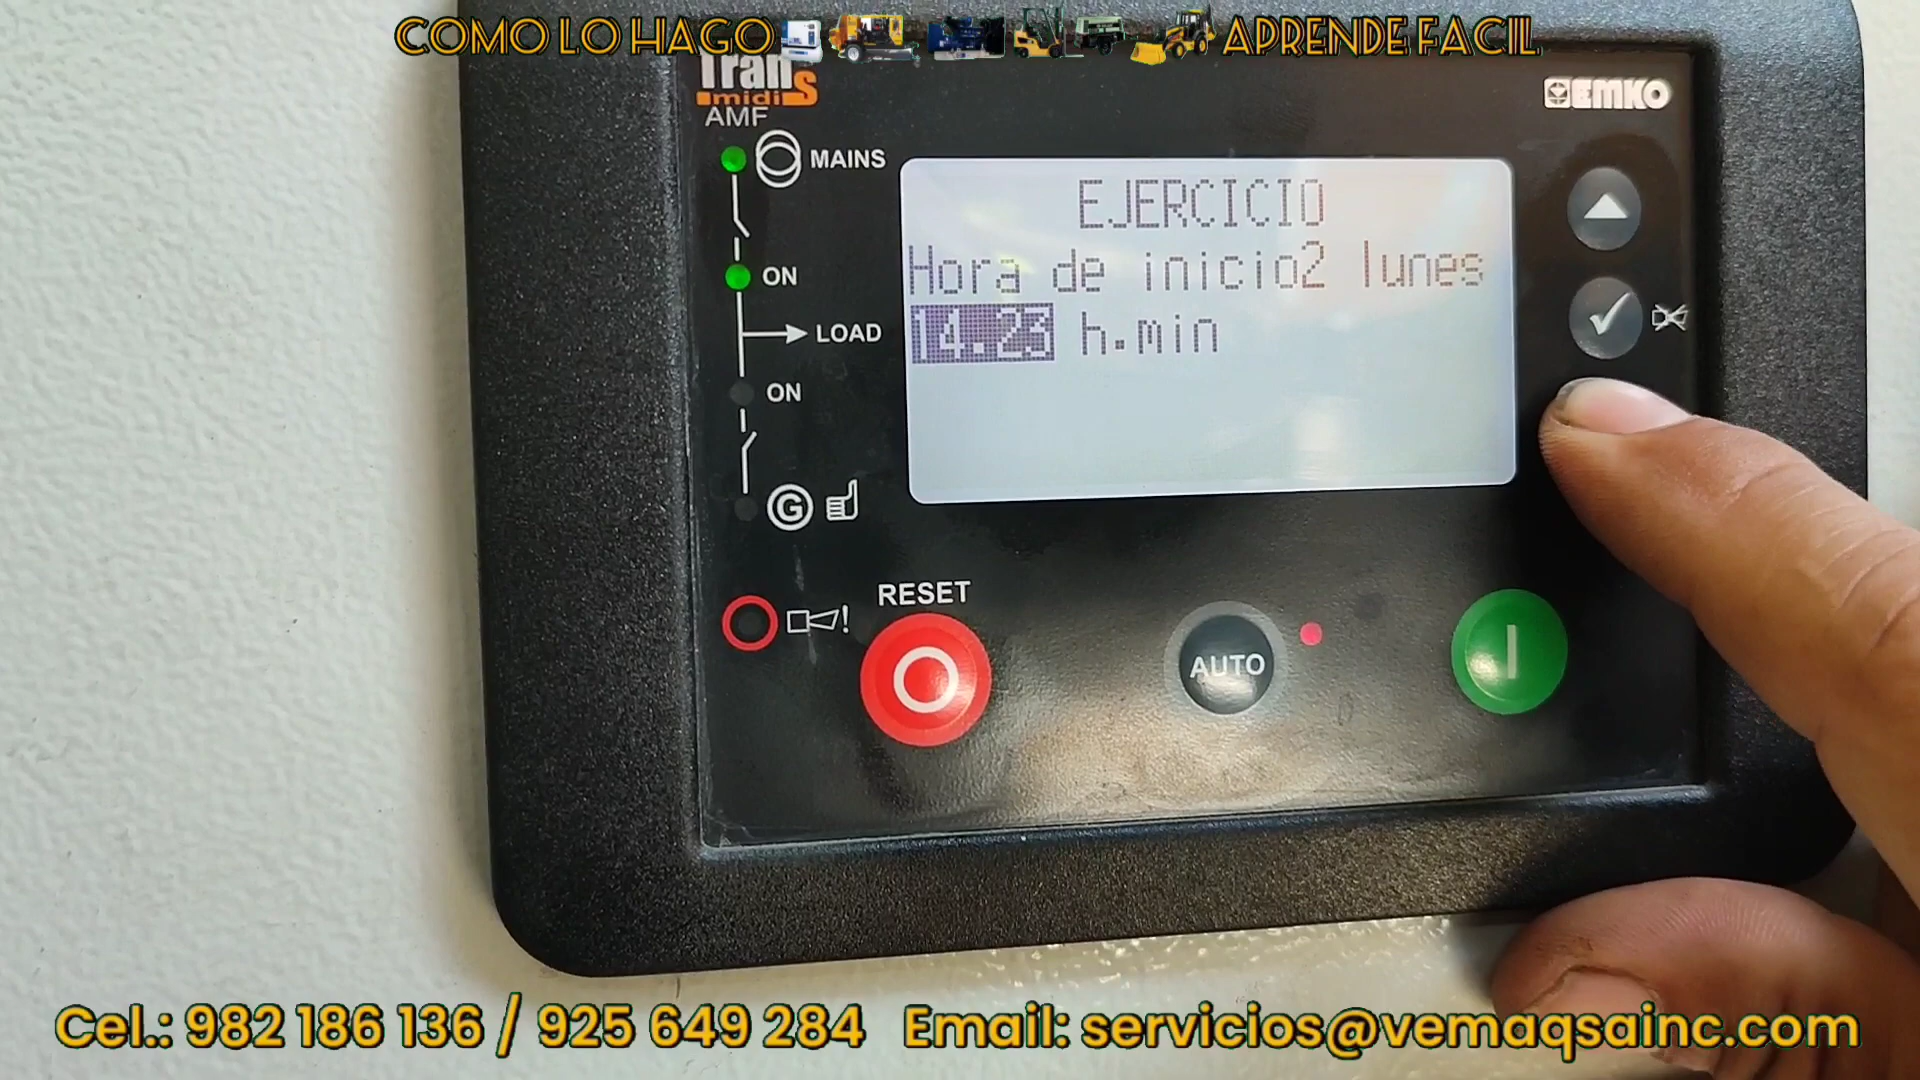 COMO LO HAGO APRENDE FACIL
Trans
midi
AMF
EMKO
MAINS
ON
LOAD
ON
G
EJERCICIO
Hora de inicio2 lunes
14.23 h.min
RESET
AUTO
Cel.: 982 186 136 / 925 649 284 Email: servicios@vemaqsainc.com